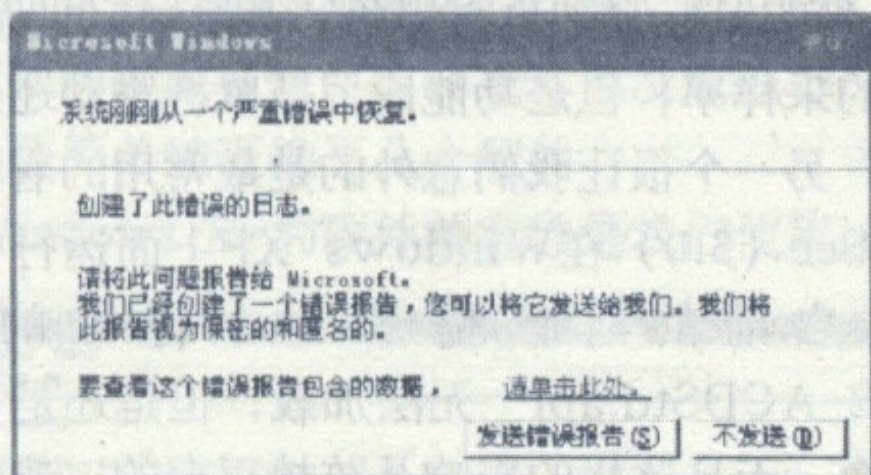 Microsoft Windows
系统刚刚从一个严重错误中恢复。
创建了此错误的日志。
请将此问题报告给 Microsoft。
我们已经创建了一个错误报告，您可以将它发送给我们。我们将
此报告视为保密的和匿名的。
要查看这个错误报告包含的数据， 请单击此处。
发送错误报告(S) 不发送(D)